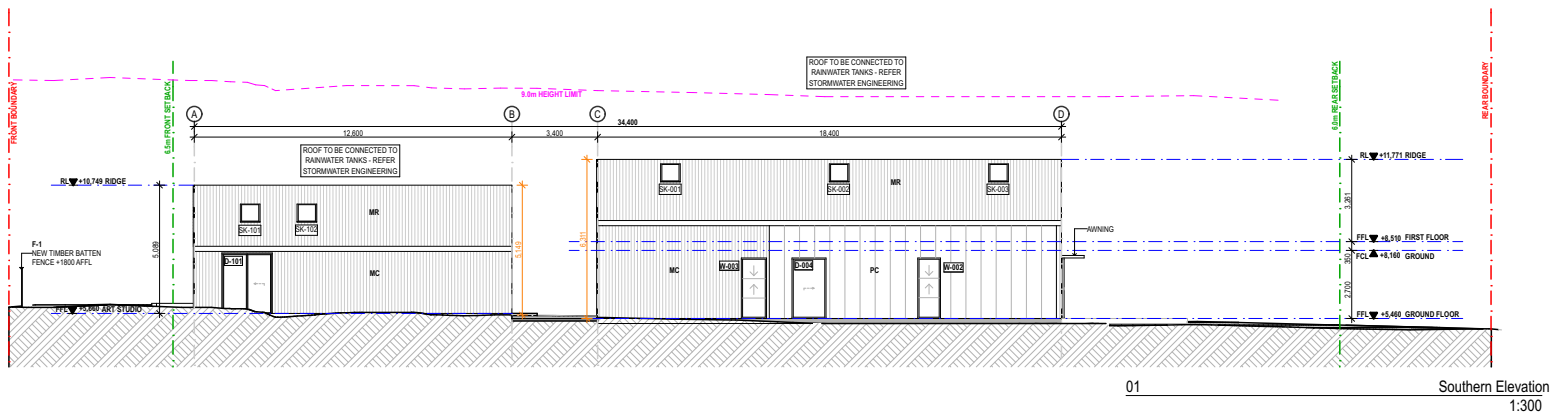 FRONT BOUNDARY
6.5m FRONT SETBACK
ROOF TO BE CONNECTED TO
RAINWATER TANKS - REFER
STORMWATER ENGINEERING
6.0m REAR SETBACK
REAR BOUNDARY
9.0m HEIGHT LIMIT
A
B
C
D
34,400
12,600
3,400
18,400
ROOF TO BE CONNECTED TO
RAINWATER TANKS - REFER
STORMWATER ENGINEERING
RL +11,771 RIDGE
RL +10,749 RIDGE
SK-001
SK-002
SK-003
MR
SK-101
SK-102
MR
5,089
5,149
6,311
3,261
AWNING
FFL +8,510 FIRST FLOOR
350
FCL +8,160 GROUND
F-1
NEW TIMBER BATTEN
FENCE +1800 AFFL
D-101
MC
MC
W-003
D-004
PC
W-002
2,700
FFL +5,660 ART STUDIO
FFL +5,460 GROUND FLOOR
01
Southern Elevation
1:300